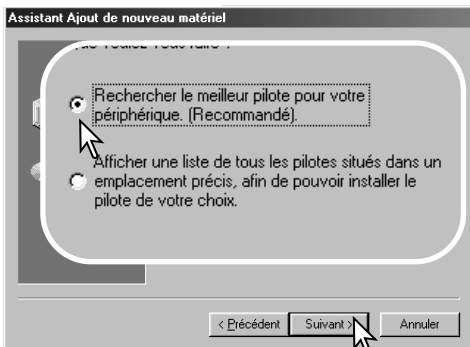 Assistant Ajout de nouveau matériel
Rechercher le meilleur pilote pour votre
périphérique. (Recommandé).
Afficher une liste de tous les pilotes situés dans un
emplacement précis, afin de pouvoir installer le
pilote de votre choix.
< Précédent
Suivant >
Annuler